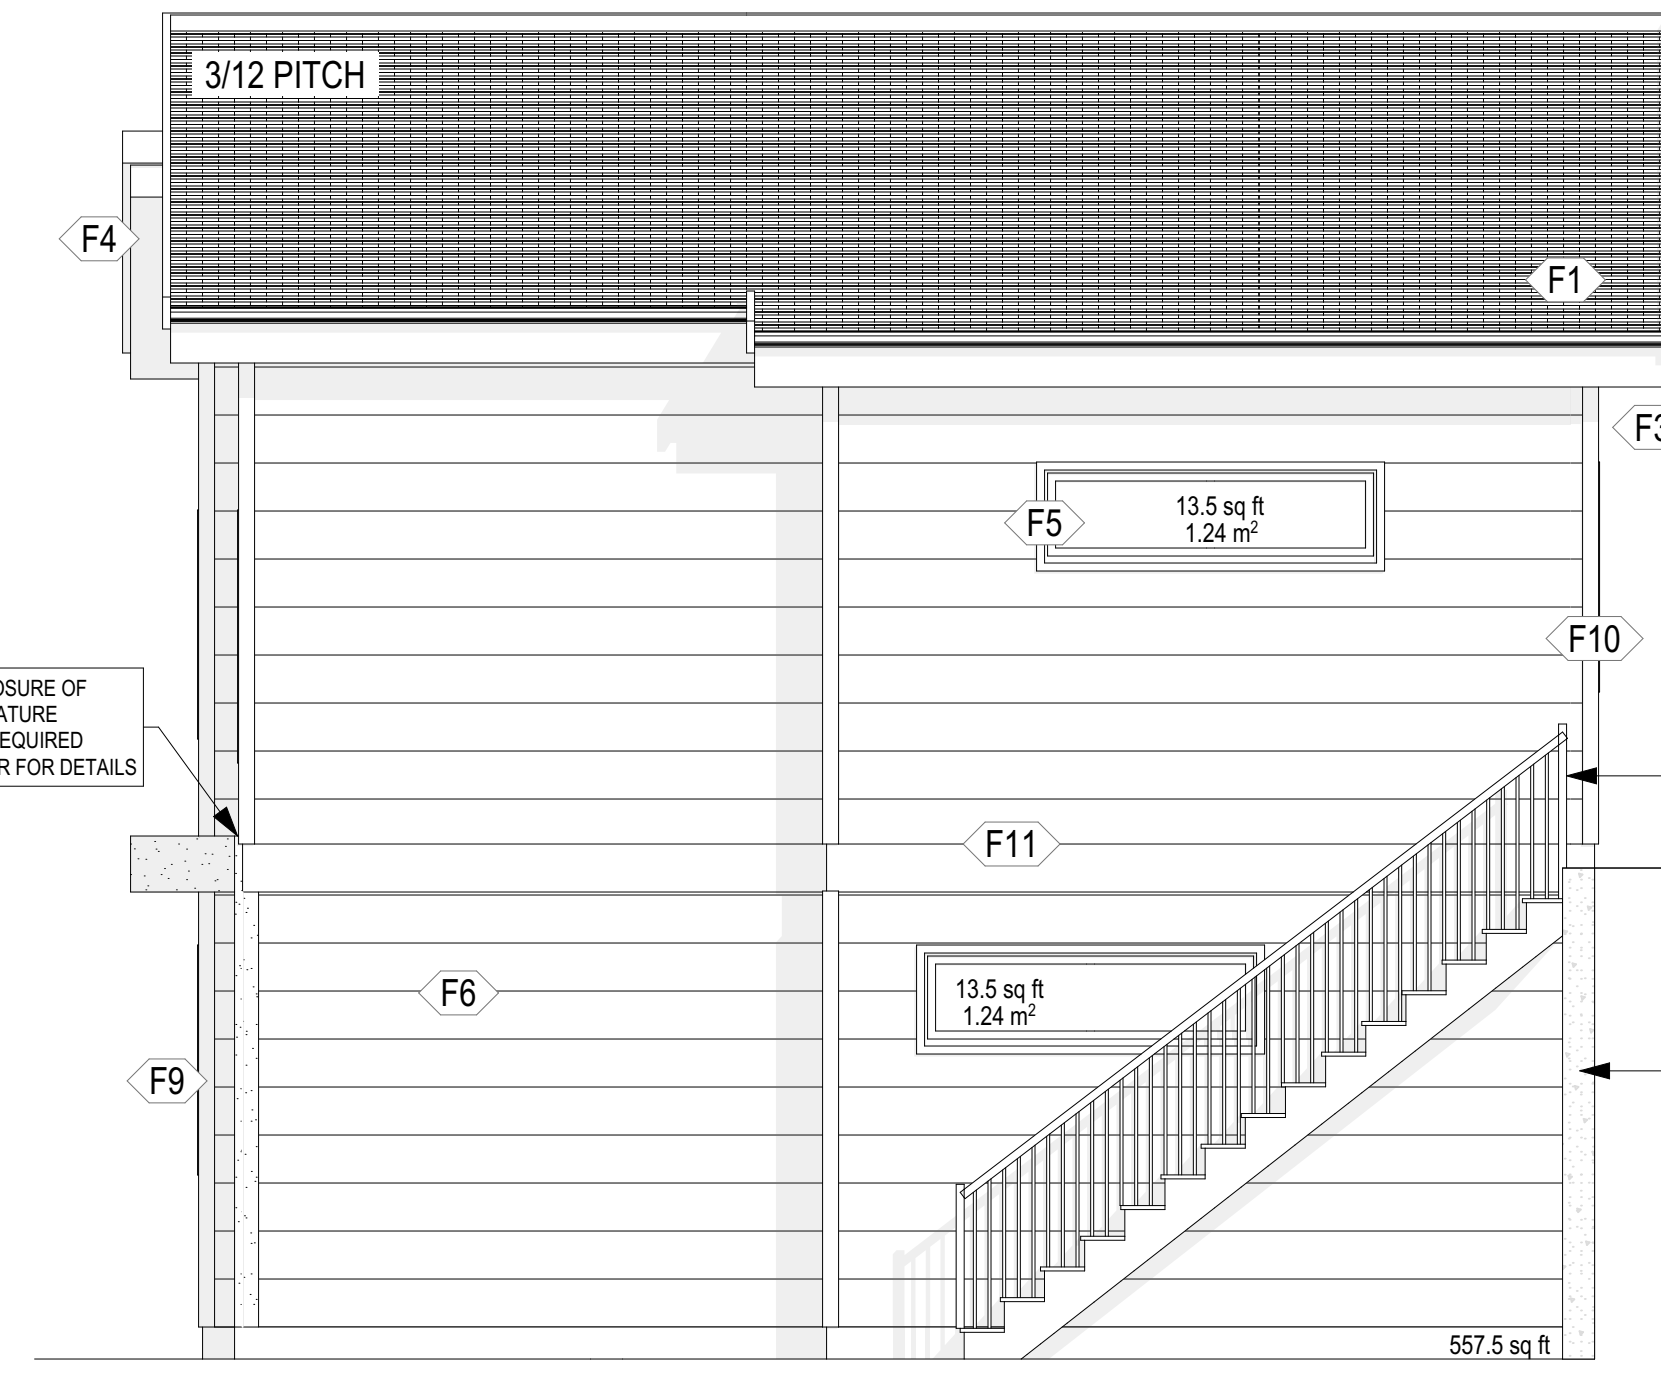 3/12 PITCH
F4
F1
F3
13.5 sq ft
1.24 m²
F5
F10
OSURE OF
ATURE
EQUIRED
R FOR DETAILS
F11
13.5 sq ft
1.24 m²
F6
F9
557.5 sq ft